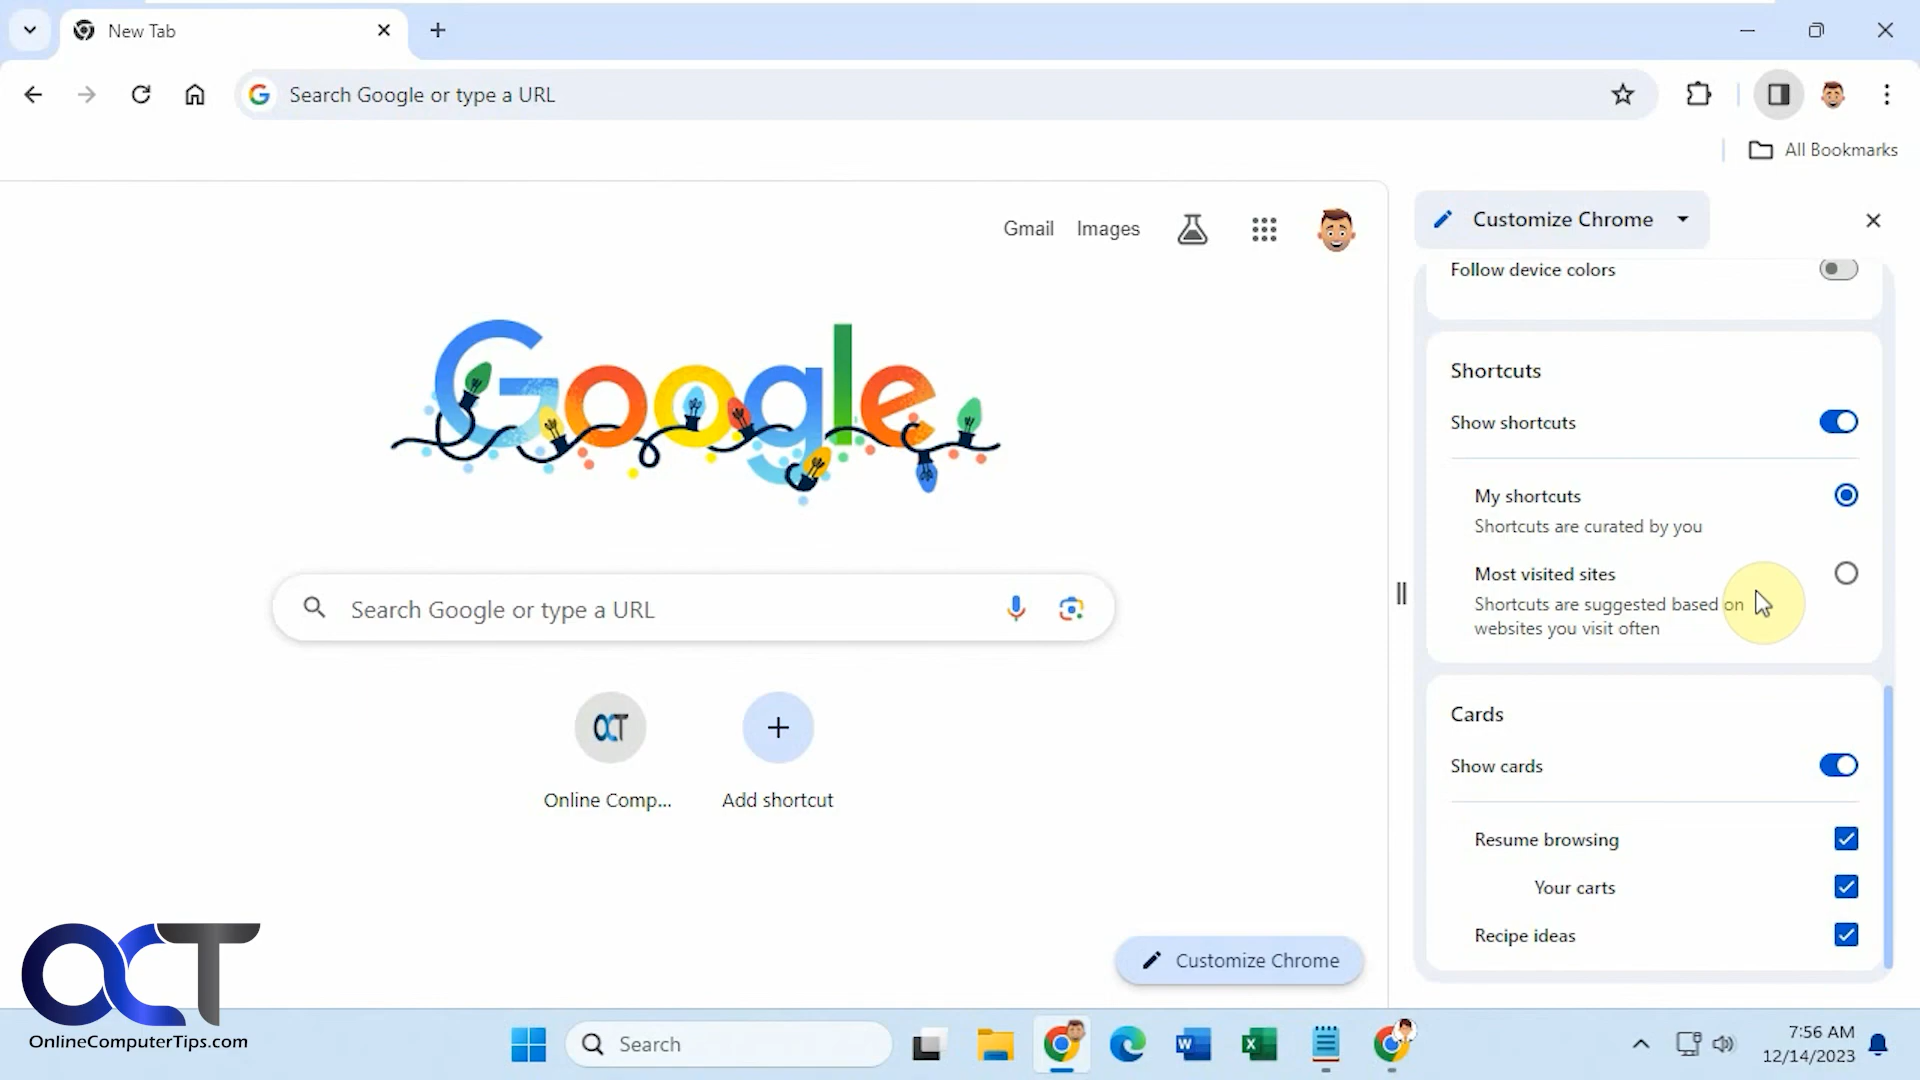 New Tab
Search Google or type a URL
All Bookmarks
Gmail Images
Customize Chrome
Follow device colors
Google
Shortcuts
Show shortcuts
My shortcuts
Shortcuts are curated by you
Most visited sites
Shortcuts are suggested based on
websites you visit often
Search Google or type a URL
OCT
Online Comp...
Add shortcut
Cards
Show cards
Resume browsing
Your carts
Recipe ideas
Customize Chrome
OCT
OnlineComputerTips.com
Search
7:56 AM
12/14/2023